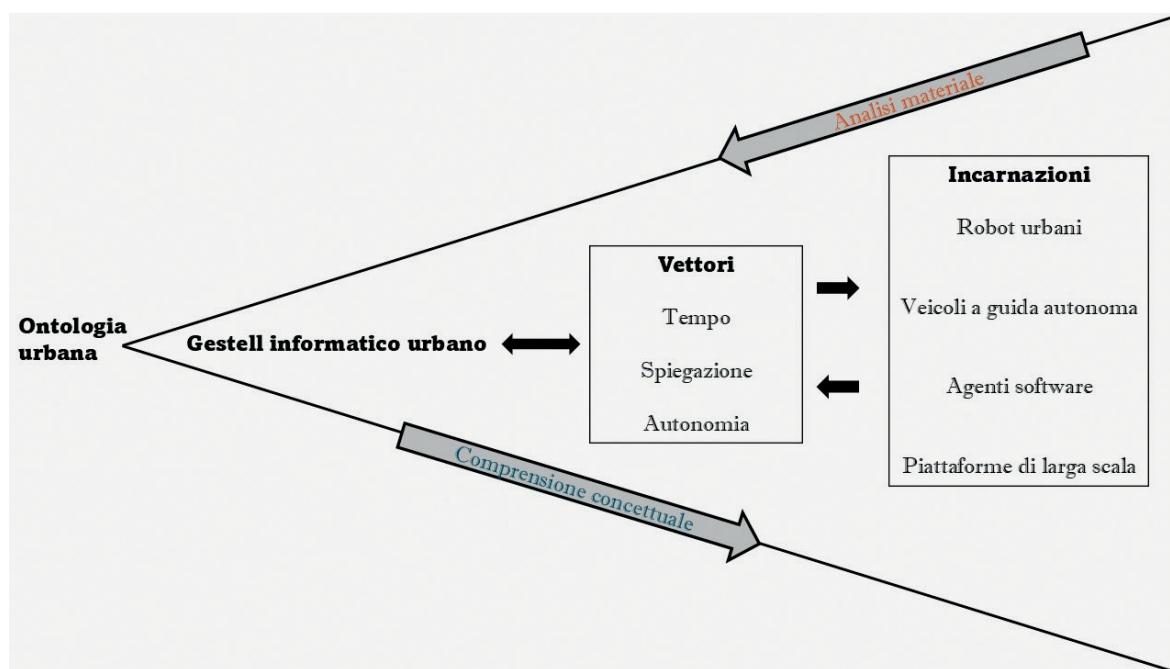 Analisi materiale
Incarnazioni
Robot urbani
Veicoli a guida autonoma
Agenti software
Piattaforme di larga scala
Vettori
Tempo
Spiegazione
Autonomia
Ontologia
urbana
Gestell informatico urbano
Comprensione concettuale